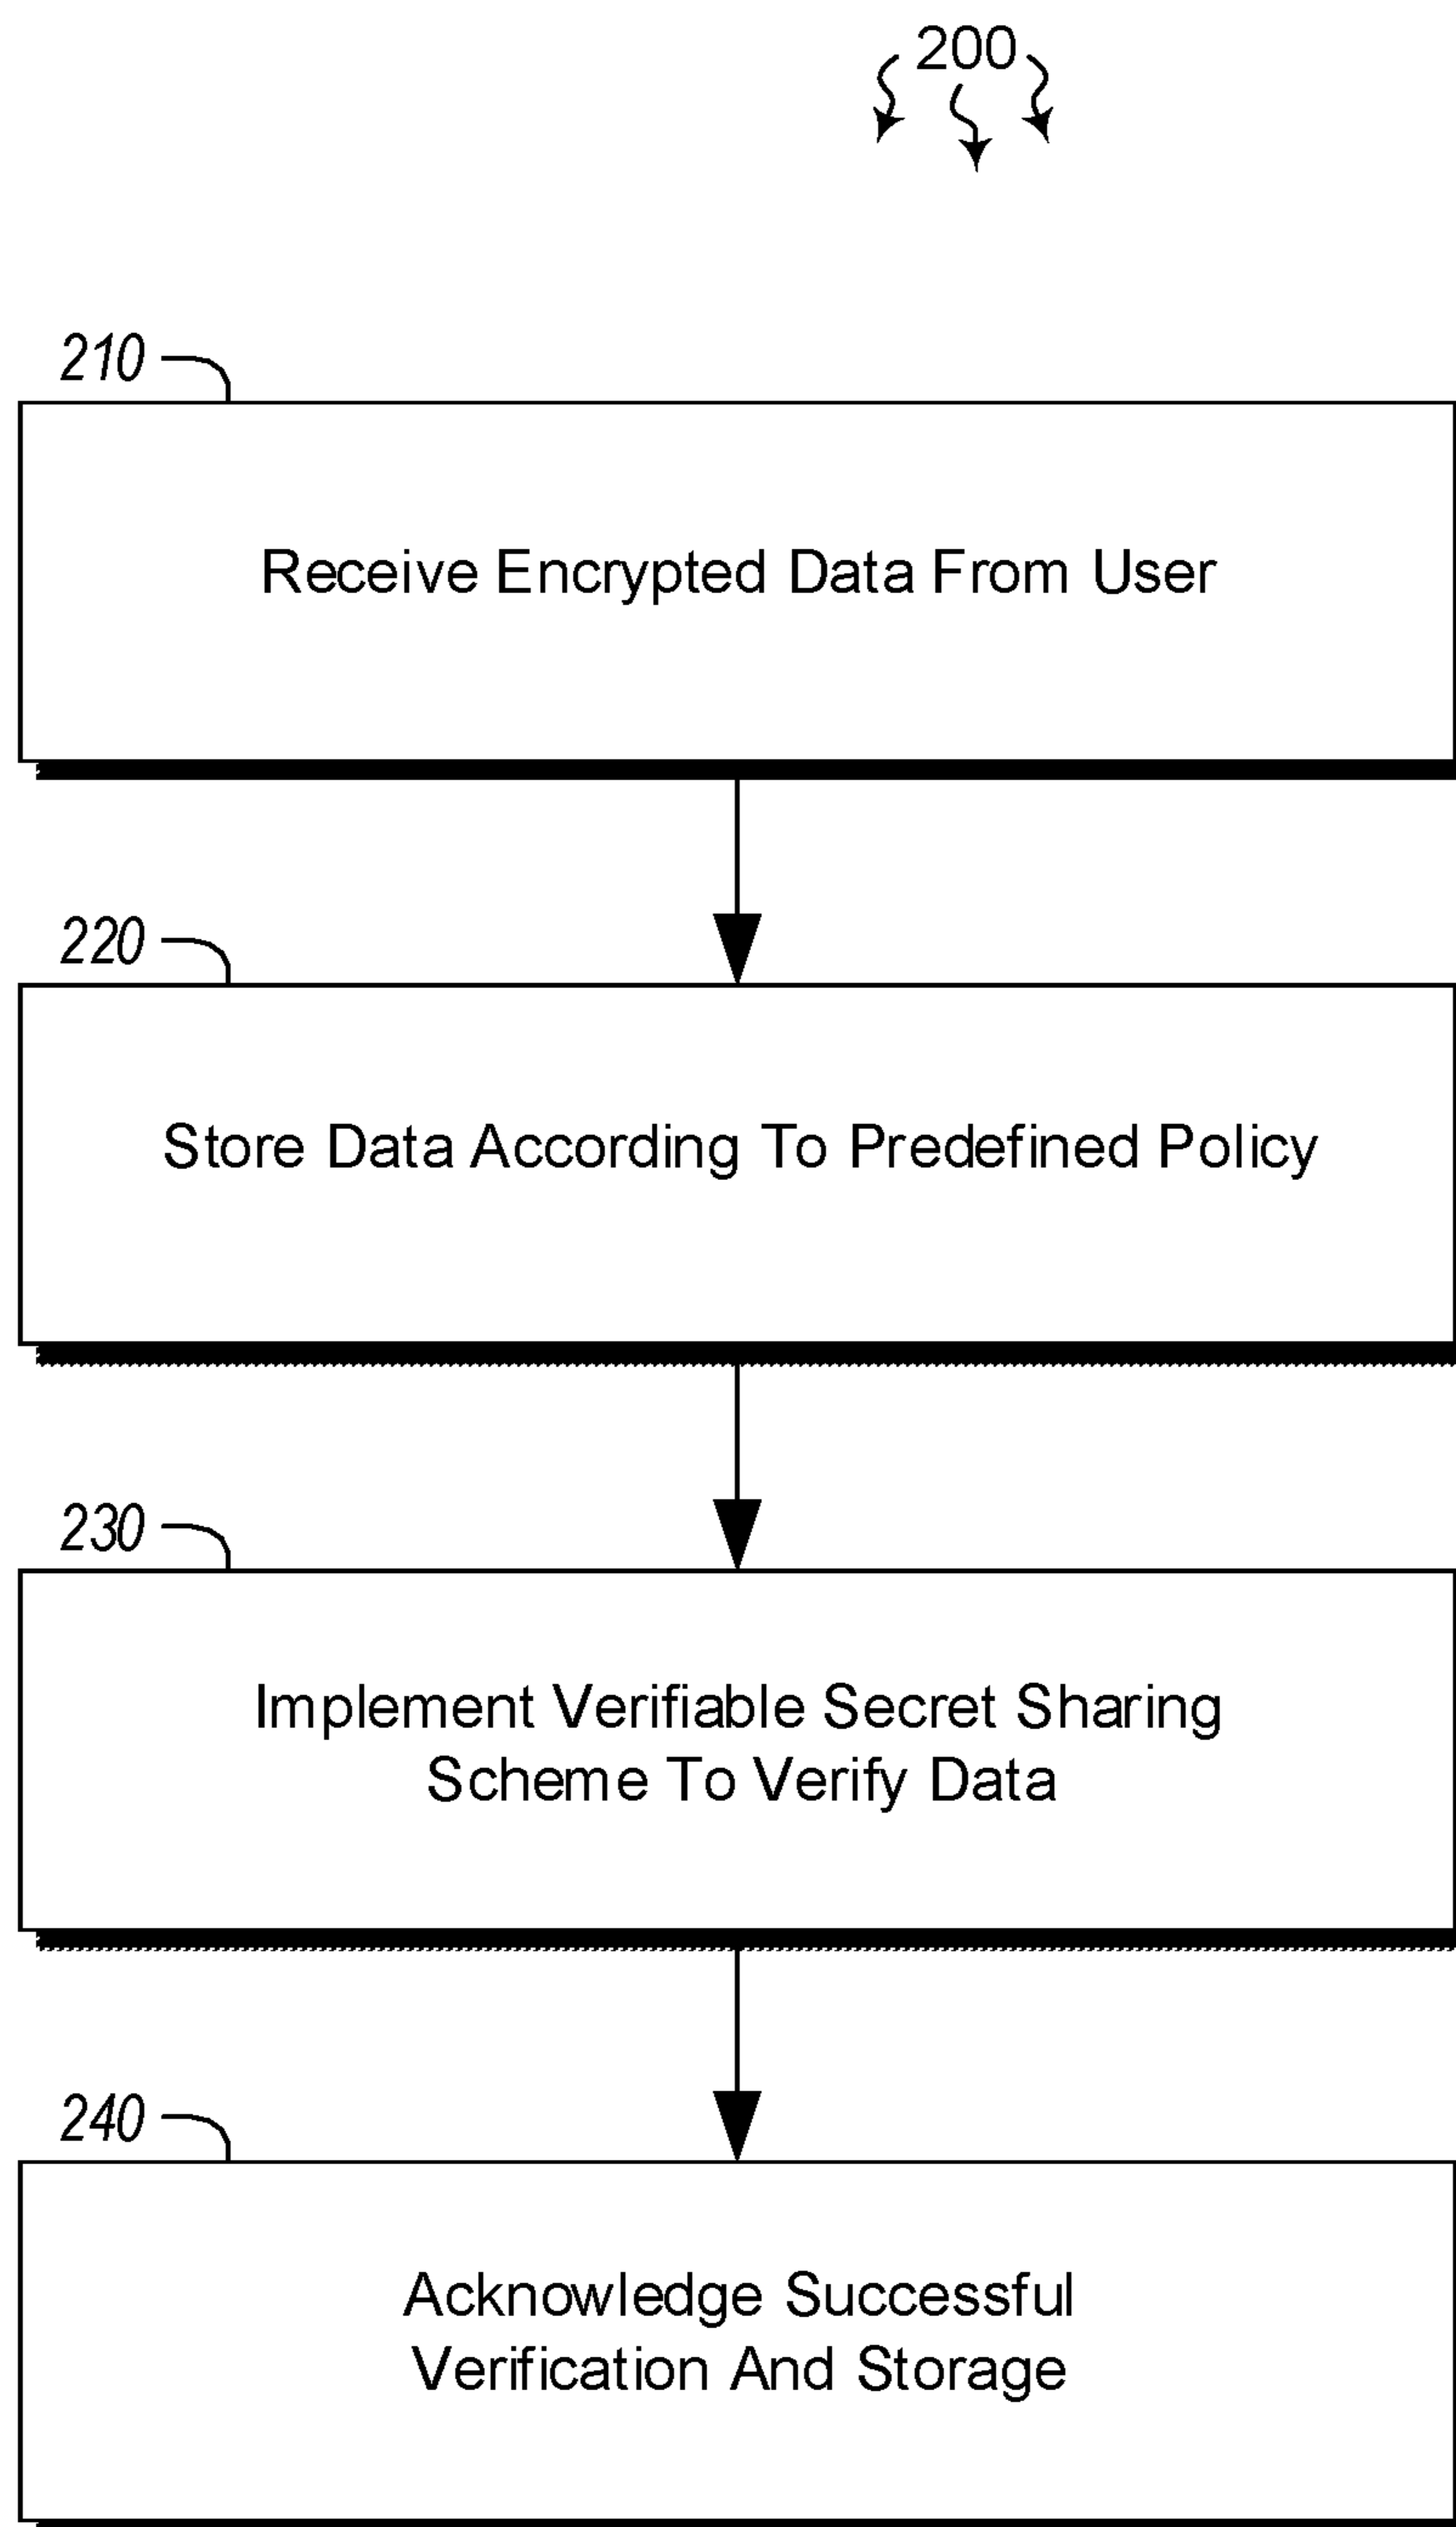 200
210
Receive Encrypted Data From User
220
Store Data According To Predefined Policy
230
Implement Verifiable Secret Sharing
Scheme To Verify Data
240
Acknowledge Successful
Verification And Storage